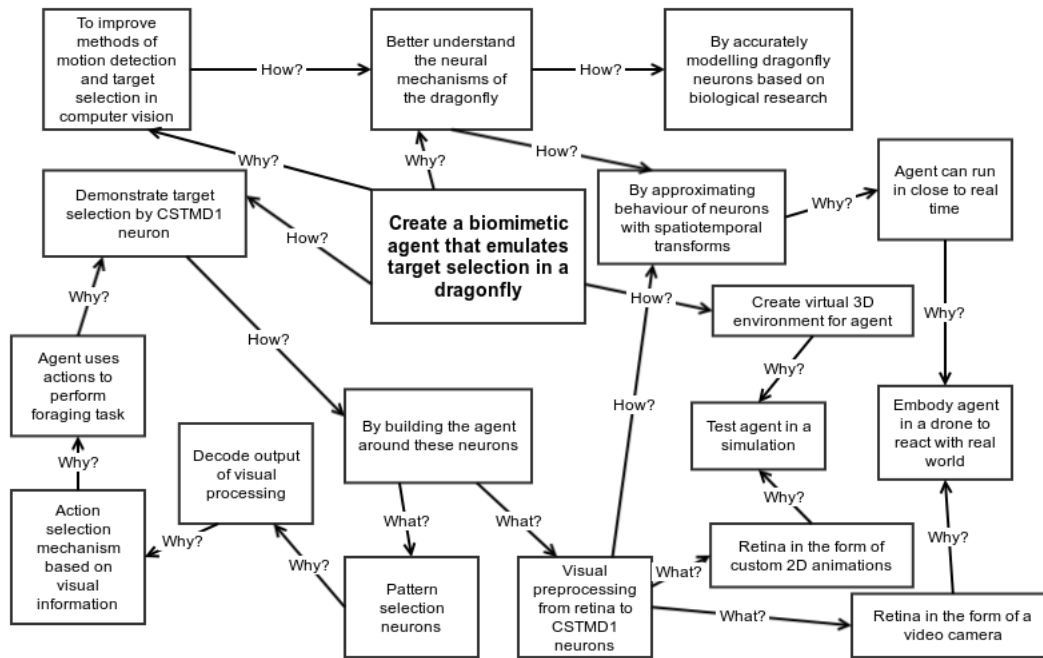 To improve
methods of
motion detection
and target
selection in
computer vision
How?
Better understand
the neural
mechanisms of
the dragonfly
How?
By accurately
modelling dragonfly
neurons based on
biological research
Why?
Why?
How?
Demonstrate target
selection by CSTMD1
neuron
How?
Create a biomimetic
agent that emulates
target selection in a
dragonfly
By approximating
behaviour of neurons
with spatiotemporal
transforms
Why?
Agent can run
in close to real
time
Why?
How?
How?
Create virtual 3D
environment for agent
Why?
Why?
Agent uses
actions to
perform
foraging task
By building the agent
around these neurons
How?
Test agent in a
simulation
Embody agent
in a drone to
react with real
world
Why?
Decode output
of visual
processing
What?
What?
Why?
Why?
Action
selection
mechanism
based on
visual
information
Why?
Why?
Pattern
selection
neurons
Visual
preprocessing
from retina to
CSTMD1
neurons
What?
Retina in the form of
custom 2D animations
What?
Retina in the form of a
video camera